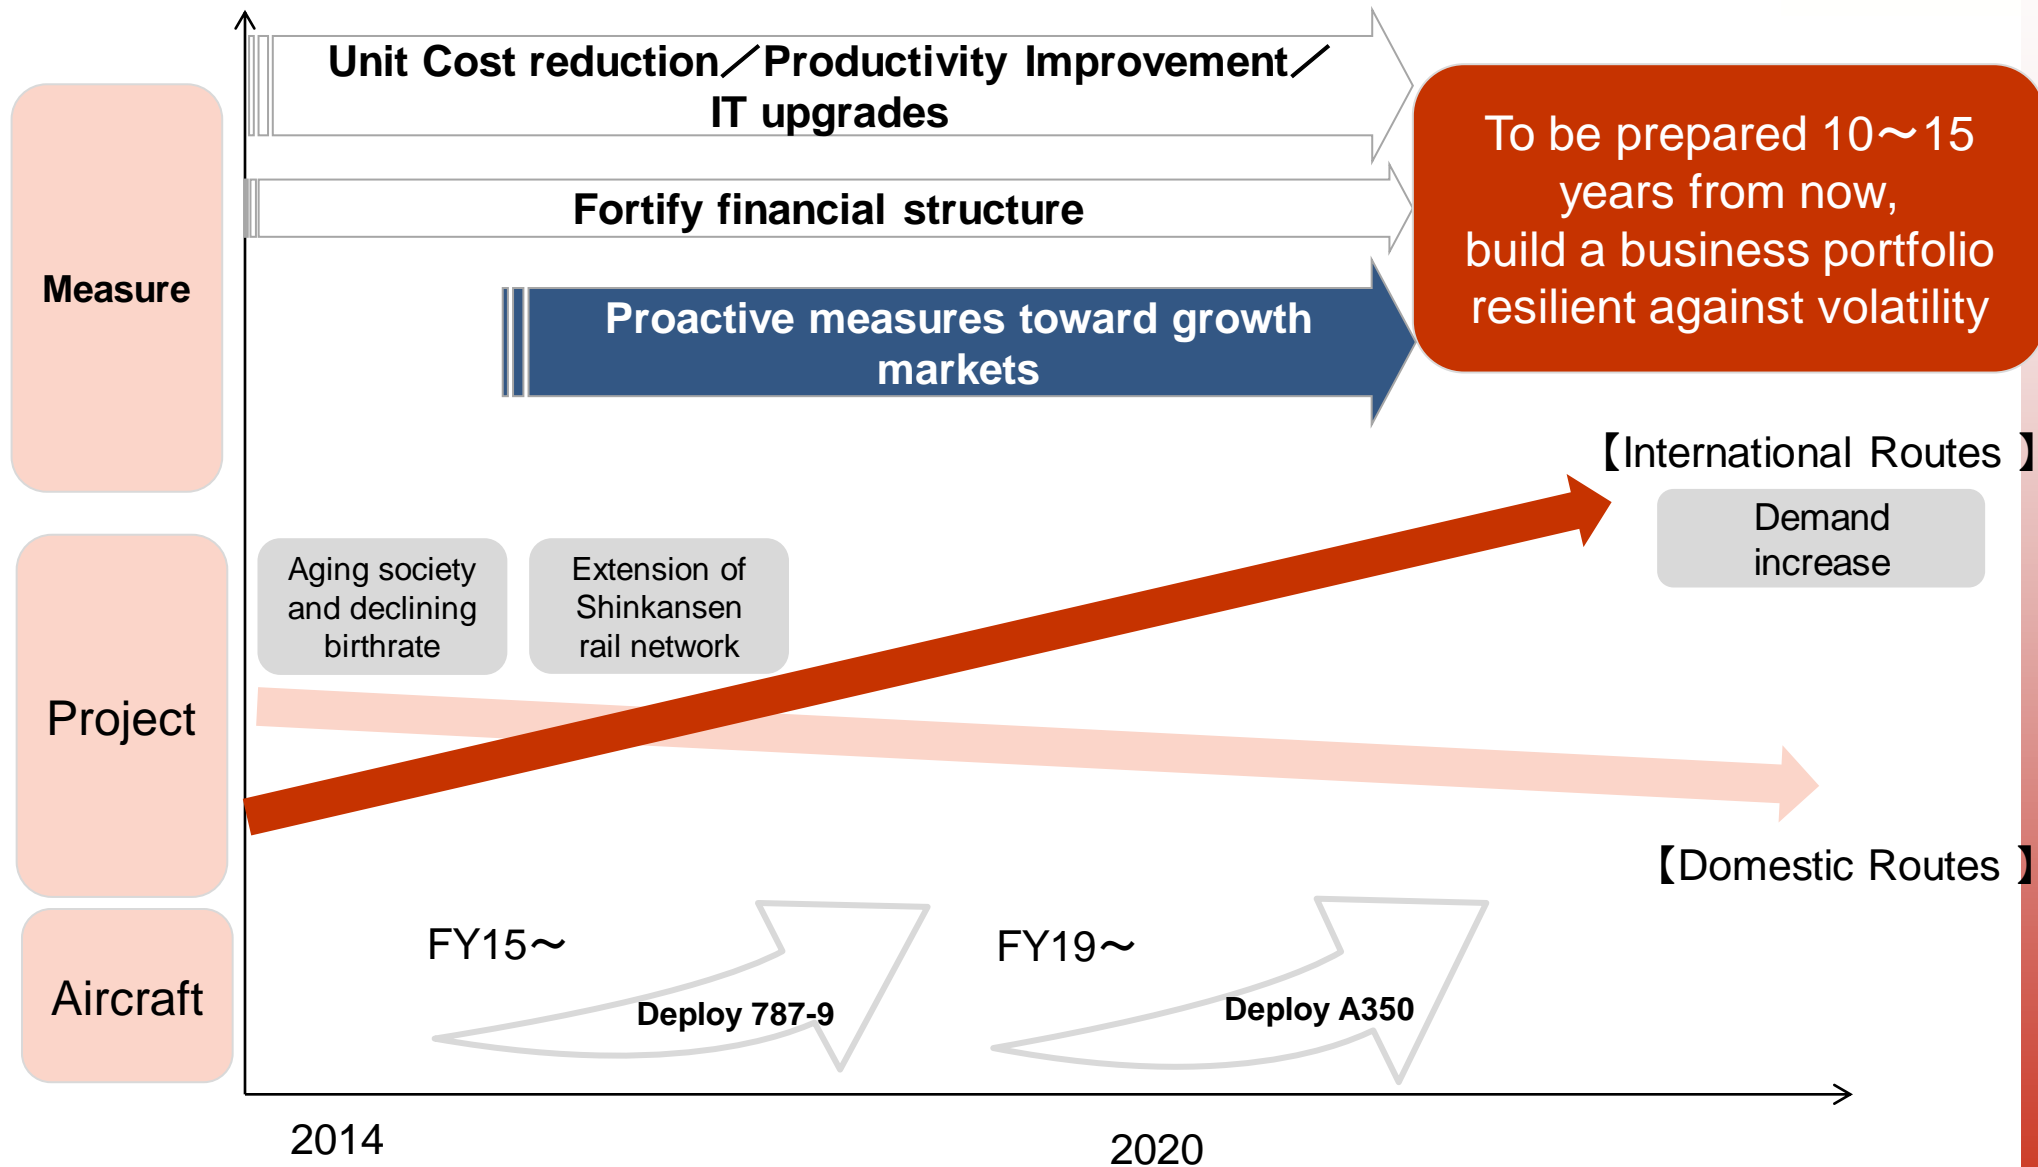 Unit Cost reduction／Productivity Improvement／
IT upgrades
To be prepared 10～15
years from now,
build a business portfolio
resilient against volatility
Fortify financial structure
Measure
Proactive measures toward growth
markets
【International Routes】
Demand
increase
Aging society
and declining
birthrate
Extension of
Shinkansen
rail network
Project
【Domestic Routes】
Aircraft
FY15～
Deploy 787-9
FY19～
Deploy A350
2014
2020